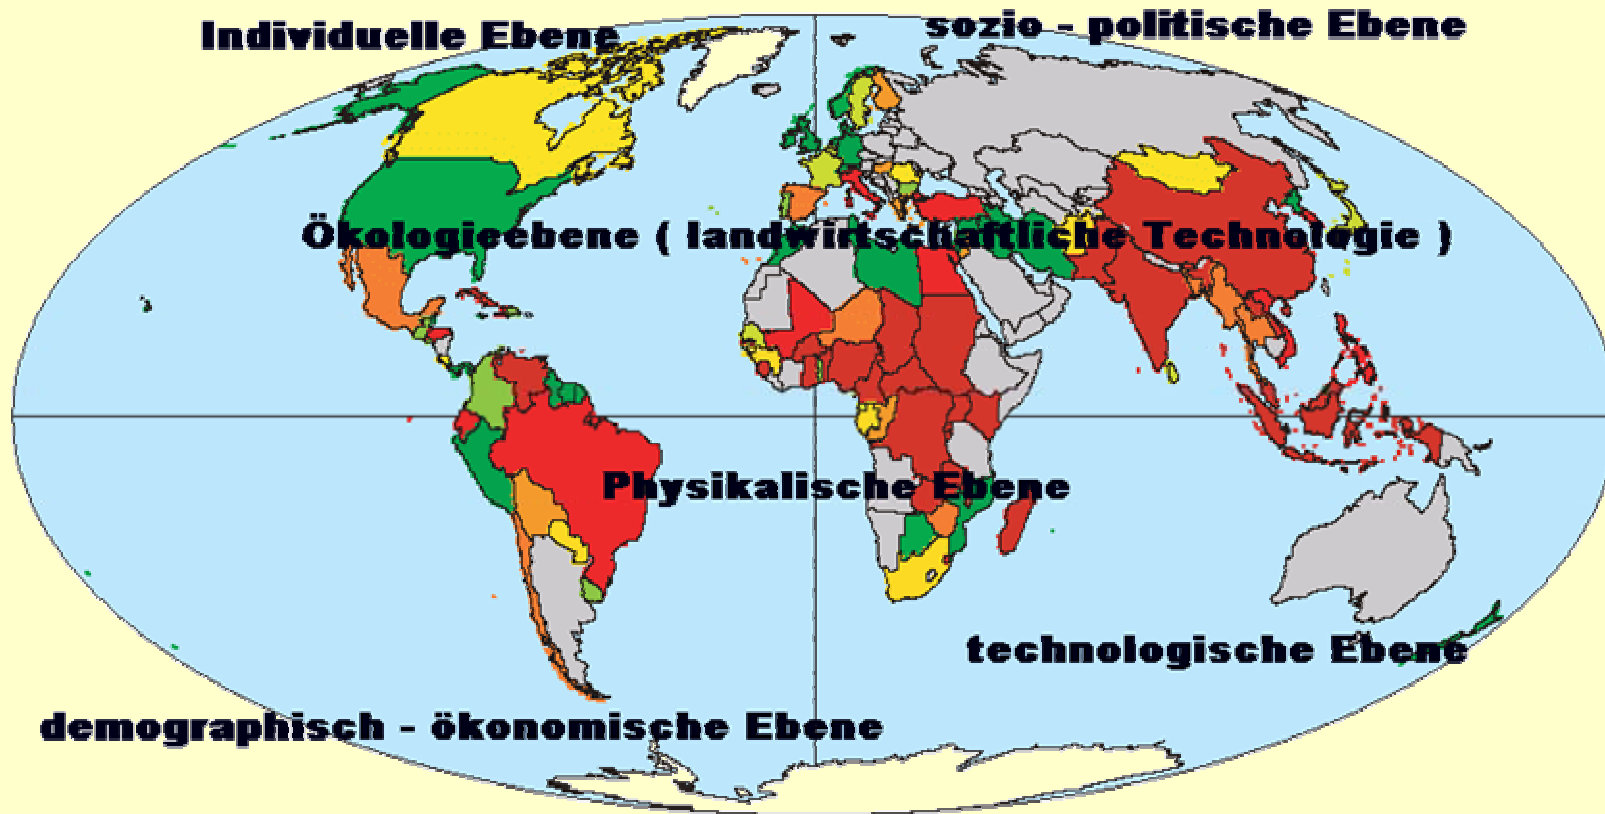 Individuelle Ebene
sozio - politische Ebene
Ökologieebene ( landwirtschaftliche Technologie )
Physikalische Ebene
technologische Ebene
demographisch - ökonomische Ebene